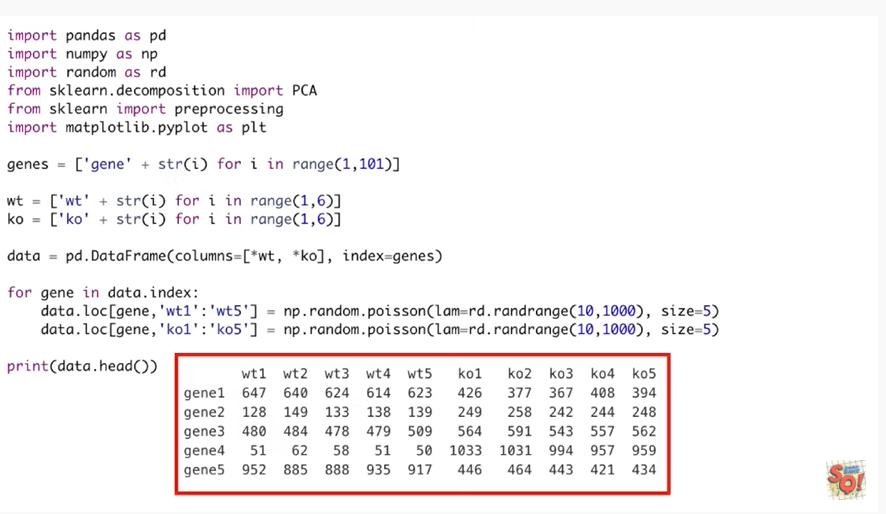 import pandas as pd
import numpy as np
import random as rd
from sklearn.decomposition import PCA
from sklearn import preprocessing
import matplotlib.pyplot as plt
genes = ['gene' + str(i) for i in range(1,101)]
wt = ['wt' + str(i) for i in range(1,6)]
ko = ['ko' + str(i) for i in range(1,6)]
data = pd.DataFrame(columns=[*wt, *ko], index=genes)
for gene in data.index:
    data.loc[gene,'wt1':'wt5'] = np.random.poisson(lam=rd.randrange(10,1000), size=5)
    data.loc[gene,'ko1':'ko5'] = np.random.poisson(lam=rd.randrange(10,1000), size=5)
print(data.head())
wt1 wt2 wt3 wt4 wt5 ko1 ko2 ko3 ko4 ko5
gene1 647 640 624 614 623 426 377 367 408 394
gene2 128 149 133 138 139 249 258 242 244 248
gene3 480 484 478 479 509 564 591 543 557 562
gene4 51 62 58 51 50 1033 1031 994 957 959
gene5 952 885 888 935 917 446 464 443 421 434
SQ!